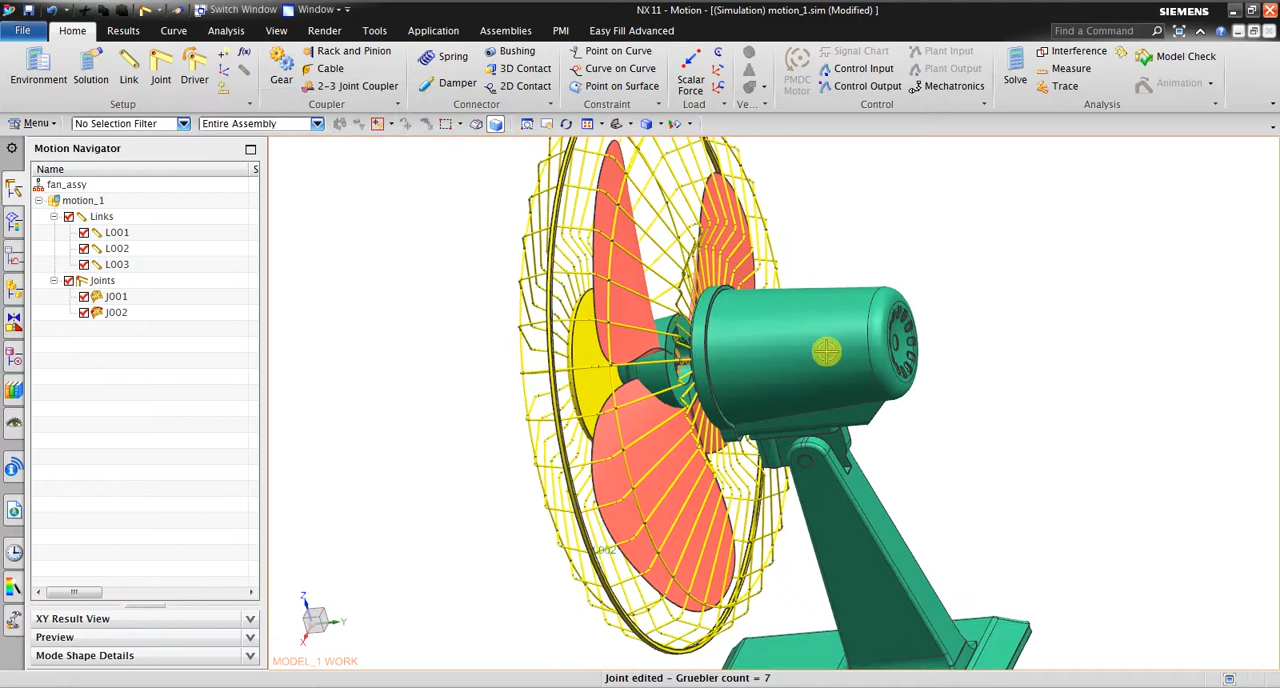 Switch Window Window
NX 11 - Motion - [(Simulation) motion_1.sim (Modified) ]
SIEMENS
File Home Results Curve Analysis View Render Tools Application Assemblies PMI Easy Fill Advanced
Find a Command
Environment Solution Link Joint Driver f(x)
Setup
Gear
Rack and Pinion
Cable
2-3 Joint Coupler
Coupler
Spring
Damper
Bushing
3D Contact
2D Contact
Connector
Point on Curve
Curve on Curve
Point on Surface
Constraint
Scalar Force
Load
Ve...
PMDC Motor
Signal Chart
Control Input
Control Output
Plant Input
Plant Output
Mechatronics
Control
Solve
Interference
Measure
Trace
Model Check
Animation
Analysis
Menu
No Selection Filter
Entire Assembly
Motion Navigator
Name S
fan_assy
motion_1
Links
L001
L002
L003
Joints
J001
J002
XY Result View
Preview
Mode Shape Details
Z
Y
X
MODEL_1 WORK
Joint edited - Gruebler count = 7